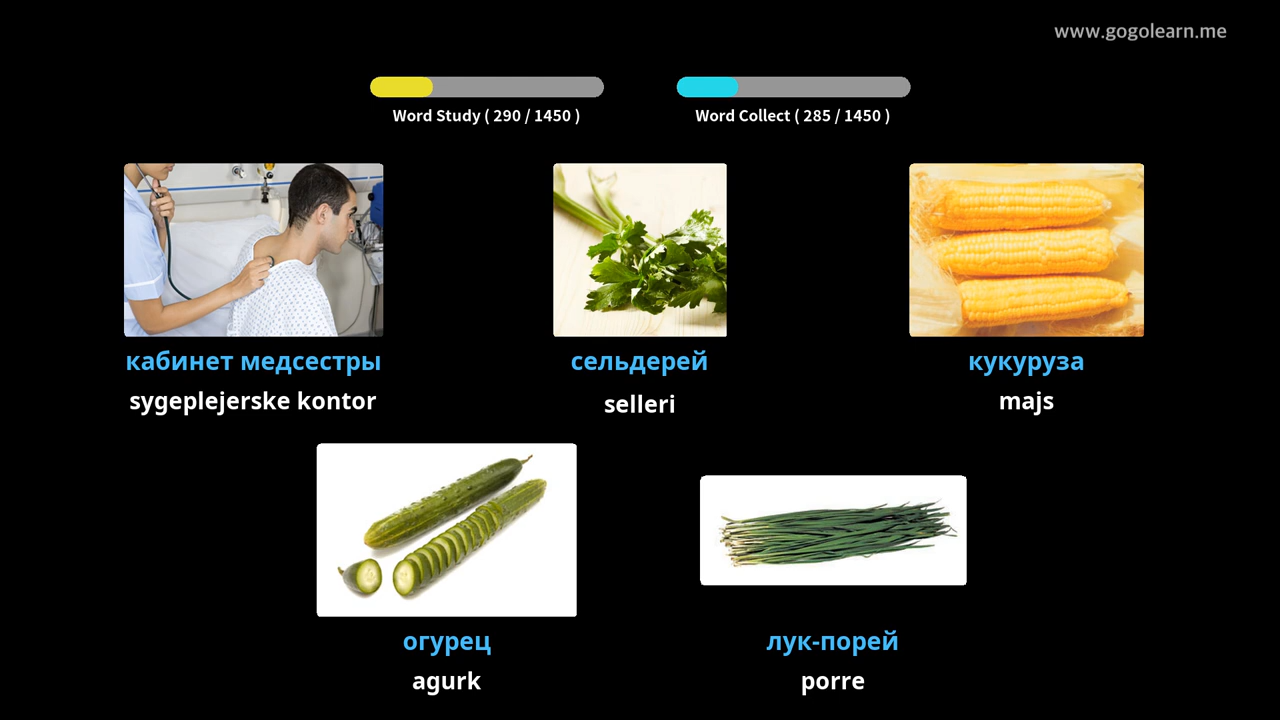 www.gogolearn.me
Word Study ( 290 / 1450 )
Word Collect ( 285 / 1450 )
кабинет медсестры
sygeplejerske kontor
сельдерей
selleri
кукуруза
majs
огурец
agurk
лук-порей
porre